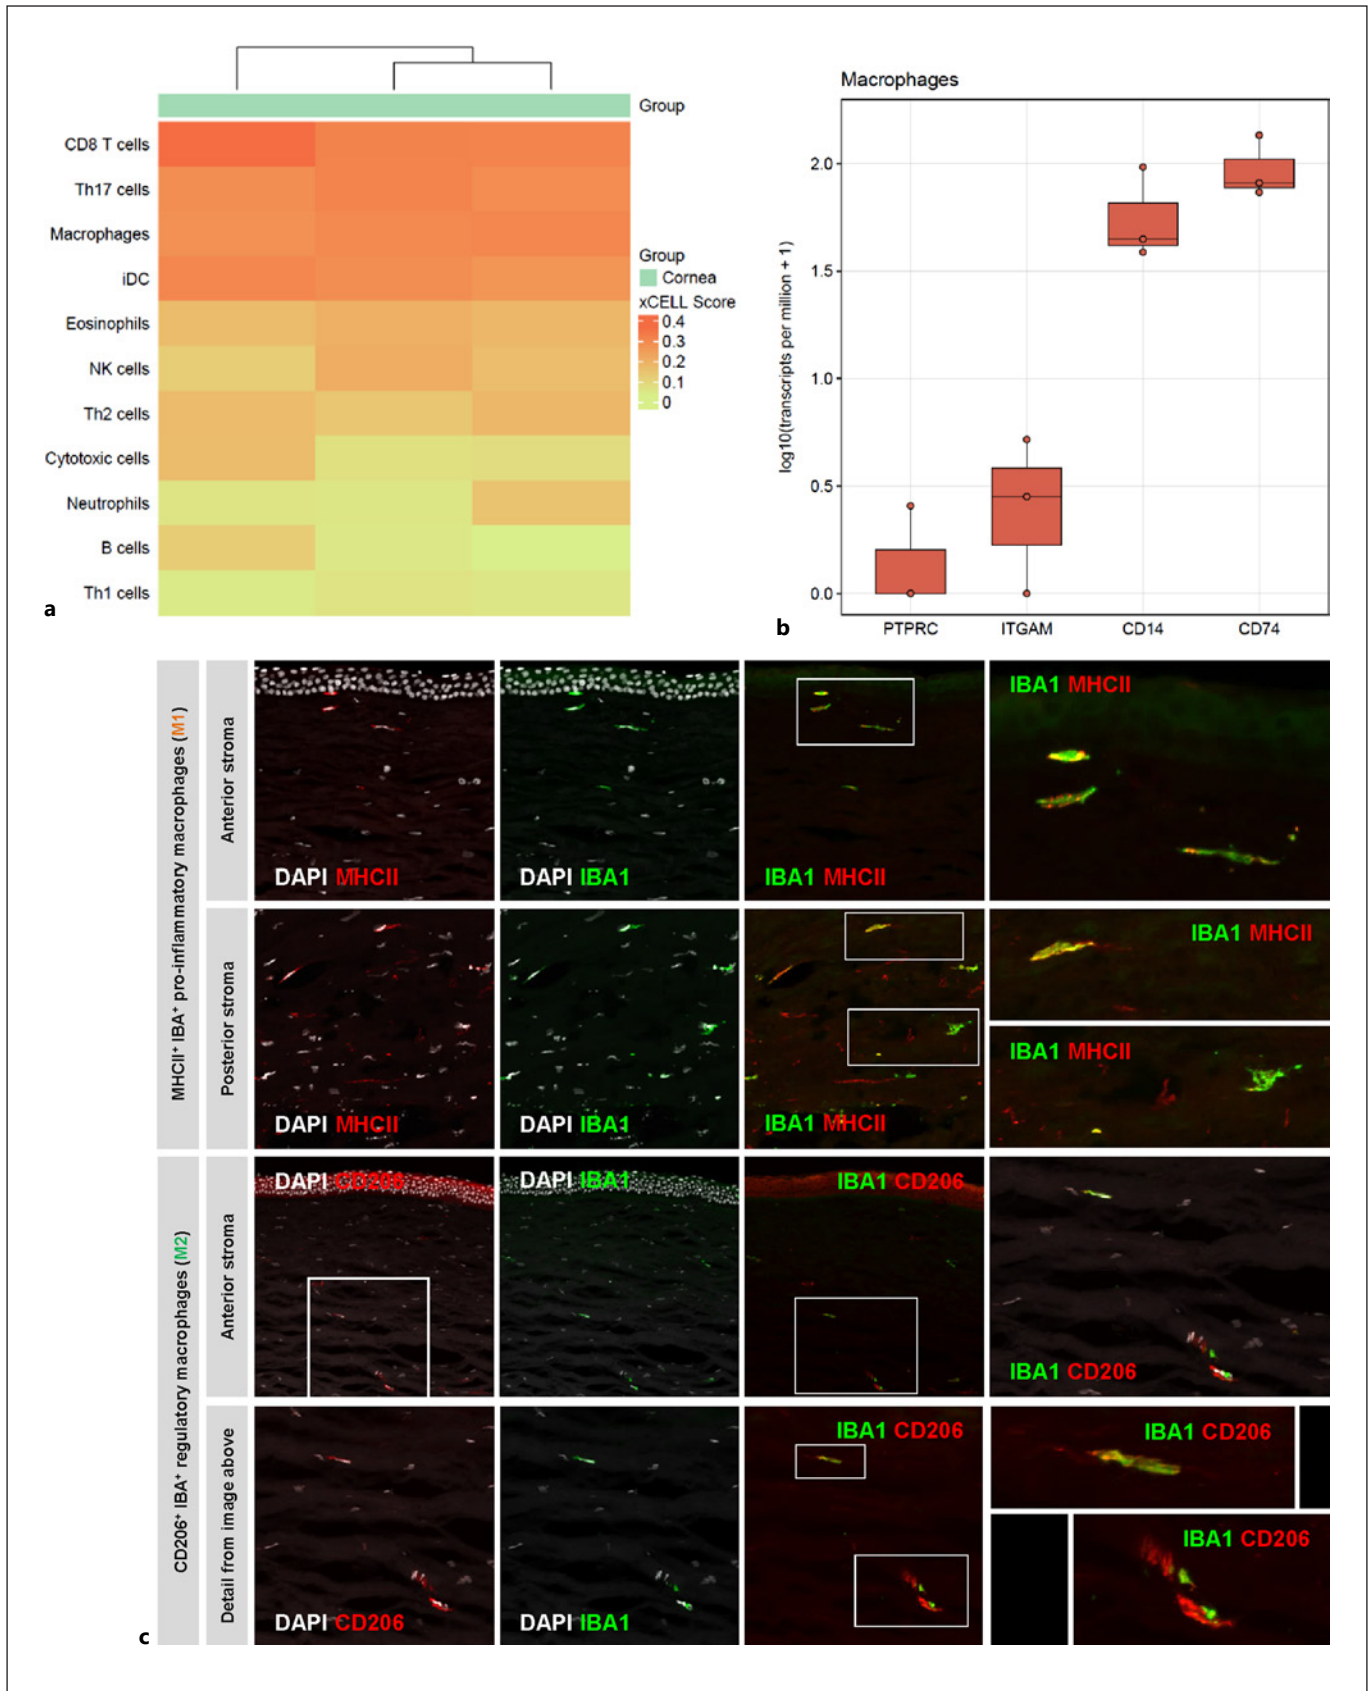 Group
CD8 T cells
Th17 cells
Macrophages
iDC
Eosinophils
NK cells
Th2 cells
Cytotoxic cells
Neutrophils
B cells
Th1 cells
Group
Cornea
xCELL Score
0.4
0.3
0.2
0.1
0
a
Macrophages
log10(transcripts per million + 1)
2.0
1.5
1.0
0.5
0.0
PTPRC ITGAM CD14 CD74
b
MHCII⁺ IBA⁺ pro-inflammatory macrophages (M1)
Anterior stroma
DAPI MHCII
DAPI IBA1
IBA1 MHCII
IBA1 MHCII
Posterior stroma
DAPI MHCII
DAPI IBA1
IBA1 MHCII
IBA1 MHCII
IBA1 MHCII
CD206⁺ IBA⁺ regulatory macrophages (M2)
Anterior stroma
DAPI CD206
DAPI IBA1
IBA1 CD206
IBA1 CD206
Detail from image above
DAPI CD206
DAPI IBA1
IBA1 CD206
IBA1 CD206
IBA1 CD206
c